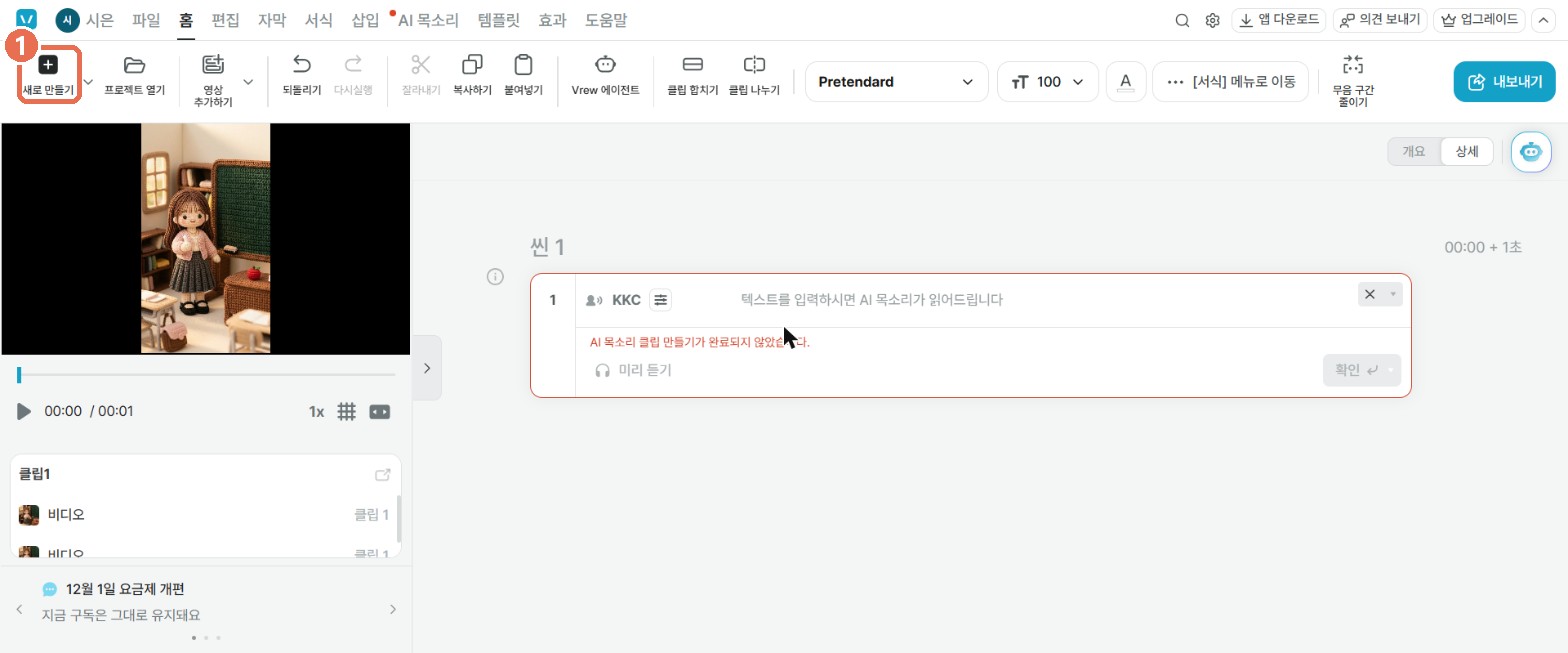 시은 파일 홈 편집 자막 서식 삽입 AI 목소리 템플릿 효과 도움말 앱 다운로드 의견 보내기 업그레이드
1
새로 만들기 프로젝트 열기 영상 추가하기 되돌리기 다시실행 잘라내기 복사하기 붙여넣기 Vrew 에이전트 클립 합치기 클립 나누기 Pretendard 100 A ··· [서식] 메뉴로 이동 무음 구간 줄이기 내보내기
개요 상세
씬 1 00:00 + 1초
1 KKC 텍스트를 입력하시면 AI 목소리가 읽어드립니다
AI 목소리 클립 만들기가 완료되지 않았습니다.
미리 듣기 확인
00:00 / 00:01 1x
클립1
비디오 클립 1
비디오 클립 1
12월 1일 요금제 개편
지금 구독은 그대로 유지돼요